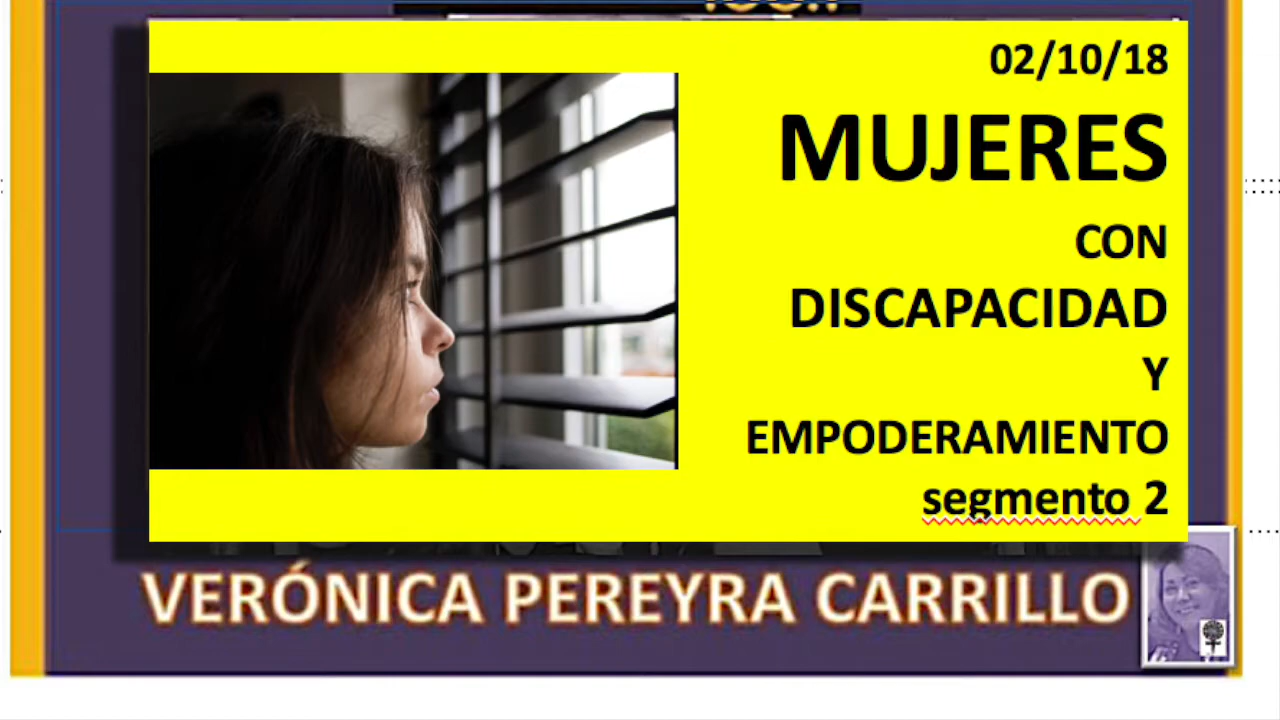 02/10/18
MUJERES
CON
DISCAPACIDAD
Y
EMPODERAMIENTO
segmento 2
VERÓNICA PEREYRA CARRILLO